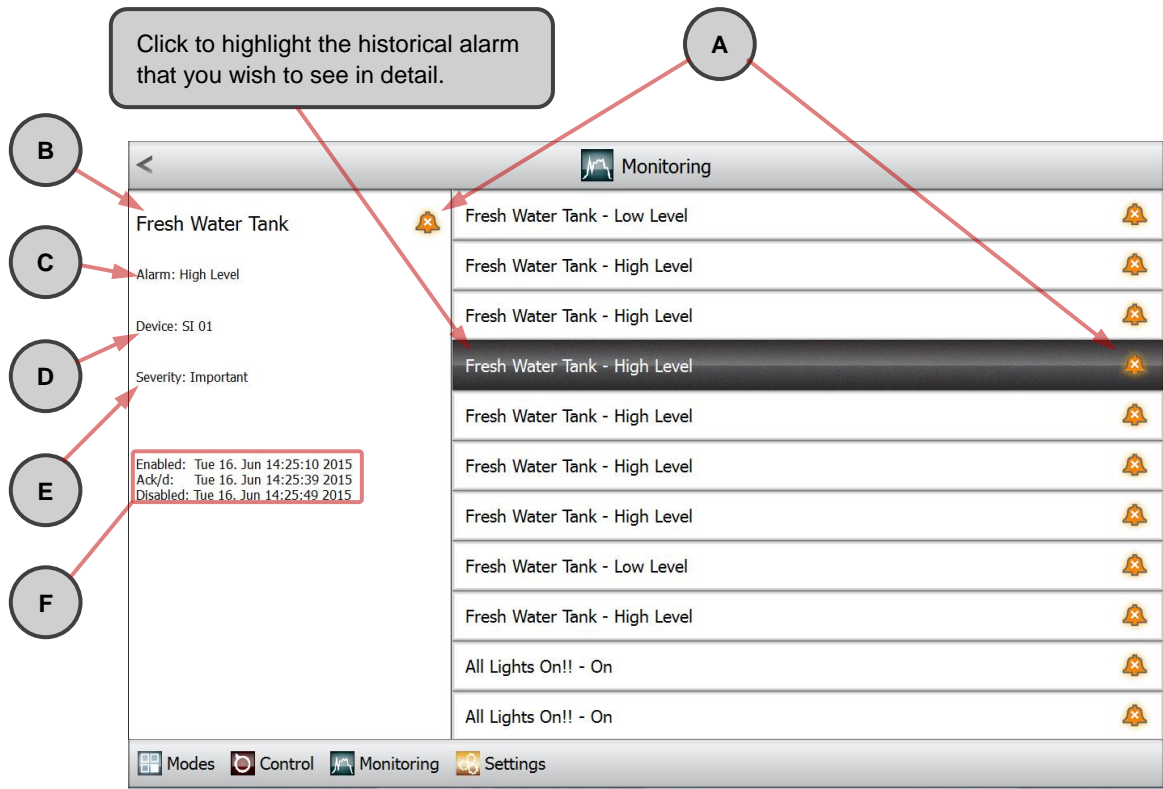 Click to highlight the historical alarm
that you wish to see in detail.
A
B
C
D
E
F
<
Monitoring
Fresh Water Tank
Alarm: High Level
Device: SI 01
Severity: Important
Enabled: Tue 16. Jun 14:25:10 2015
Ack/d: Tue 16. Jun 14:25:39 2015
Disabled: Tue 16. Jun 14:25:49 2015
Fresh Water Tank - Low Level
Fresh Water Tank - High Level
Fresh Water Tank - High Level
Fresh Water Tank - High Level
Fresh Water Tank - High Level
Fresh Water Tank - High Level
Fresh Water Tank - High Level
Fresh Water Tank - Low Level
Fresh Water Tank - High Level
All Lights On!! - On
All Lights On!! - On
Modes Control Monitoring Settings